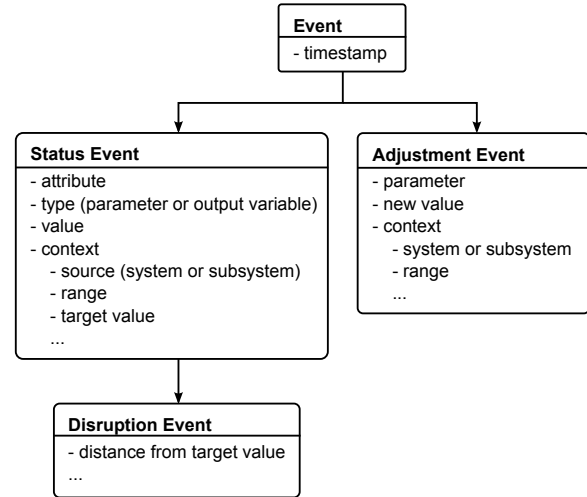 Event
- timestamp
Status Event
- attribute
- type (parameter or output variable)
- value
- context
- source (system or subsystem)
- range
- target value
...
Adjustment Event
- parameter
- new value
- context
- system or subsystem
- range
...
Disruption Event
- distance from target value
...